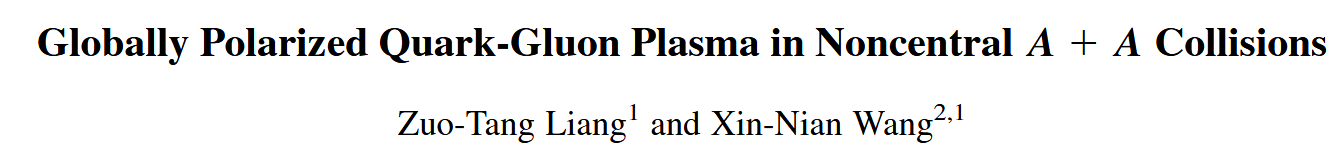 Globally Polarized Quark-Gluon Plasma in Noncentral A + A Collisions
Zuo-Tang Liang1 and Xin-Nian Wang2,1